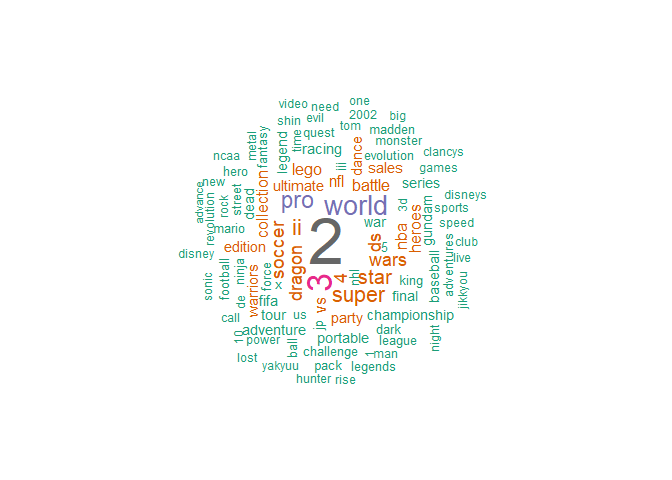 video
need
one
shin
evil
2002
big
tom
madden
metal
fantasy
legend
time
quest
dance
monster
racing
evolution
clancys
ncaa
iii
sales
games
hero
lego
nfl
battle
series
new
street
dead
collection
ultimate
disneys
advance
revolution
rock
pro
world
3d
gundam
sports
mario
soccer
ii
2
war
heroes
speed
disney
edition
dragon
ds
5
nba
club
wars
baseball
adventures
live
sonic
football
de
ninja
warriors
force
x
3
4
nhl
star
king
jikkyou
fifa
vs
super
final
call
tour
us
jp
party
championship
10
adventure
power
ball
portable
dark
league
night
lost
challenge
1
man
yakuu
pack
legends
hunter
rise